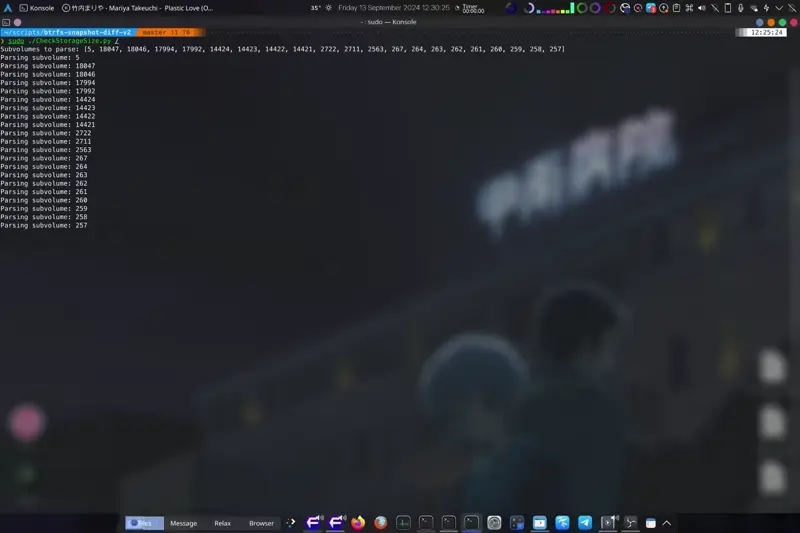 Konsole 竹内まりや - Mariya Takeuchi - Plastic Love (O... 35° Friday 13 September 2024 12:30:25 Timer 00:00:00
~ : sudo — Konsole
~/scripts/btrfs-snapshot-diff-v2 master !1 ?6 12:25:24
❯ sudo ./CheckStorageSize.py /
Subvolumes to parse: [5, 18047, 18046, 17994, 17992, 14424, 14423, 14422, 14421, 2722, 2711, 2563, 267, 264, 263, 262, 261, 260, 259, 258, 257]
Parsing subvolume: 5
Parsing subvolume: 18047
Parsing subvolume: 18046
Parsing subvolume: 17994
Parsing subvolume: 17992
Parsing subvolume: 14424
Parsing subvolume: 14423
Parsing subvolume: 14422
Parsing subvolume: 14421
Parsing subvolume: 2722
Parsing subvolume: 2711
Parsing subvolume: 2563
Parsing subvolume: 267
Parsing subvolume: 264
Parsing subvolume: 263
Parsing subvolume: 262
Parsing subvolume: 261
Parsing subvolume: 260
Parsing subvolume: 259
Parsing subvolume: 258
Parsing subvolume: 257
Files Message Relax Browser